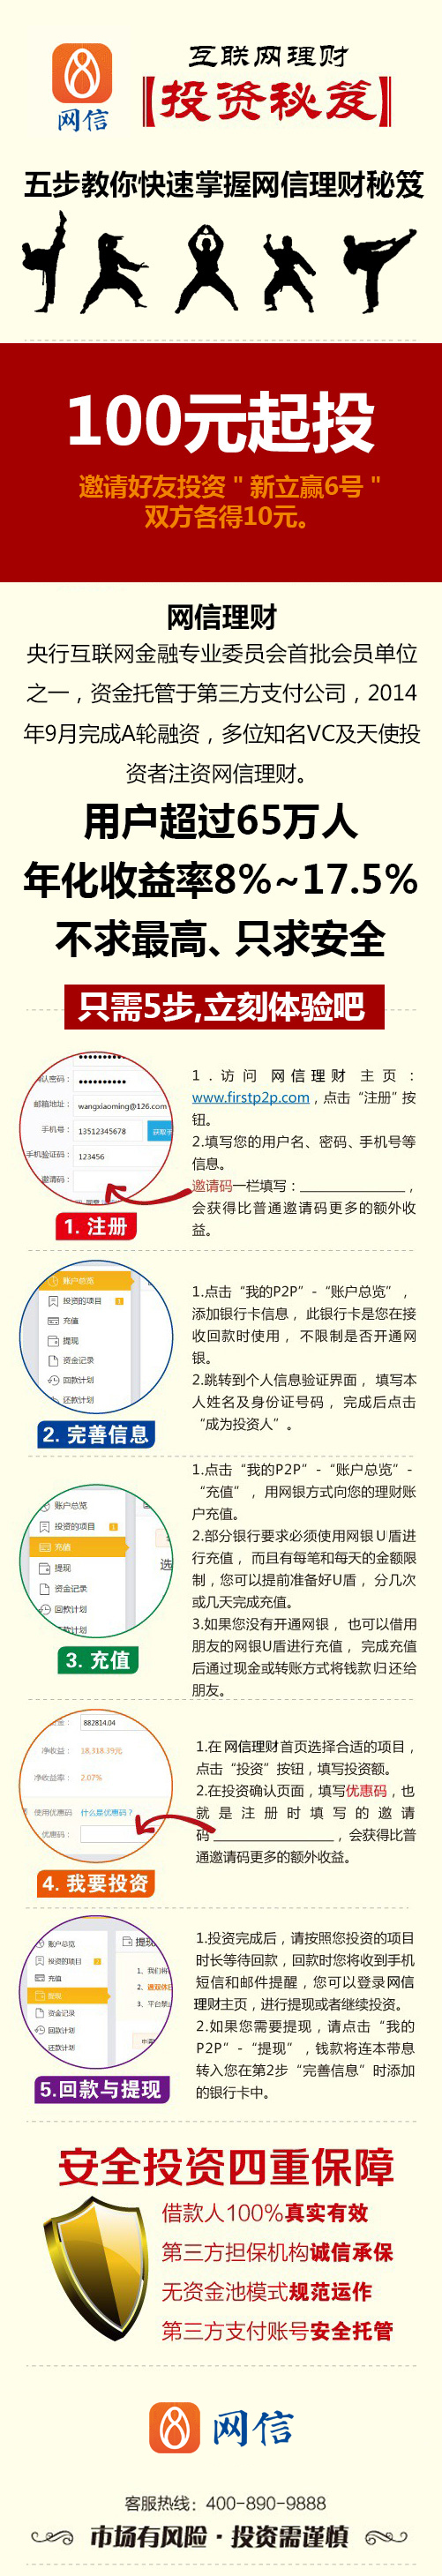 互联网理财
网信
【投资秘笈】
五步教你快速掌握网信理财秘笈
100元起投
邀请好友投资＂新立赢6号＂
双方各得10元。
网信理财
央行互联网金融专业委员会首批会员单位
之一，资金托管于第三方支付公司，2014
年9月完成A轮融资，多位知名VC及天使投
资者注资网信理财。
用户超过65万人
年化收益率8%~17.5%
不求最高、只求安全
只需5步,立刻体验吧
认密码：
邮箱地址： wangxiaoming@126.com
手机号： 13512345678 获取手
手机验证码： 123456
邀请码：
1. 注册
1．访问 网信理财 主页：
www.firstp2p.com，点击“注册”按
钮。
2.填写您的用户名、密码、手机号等
信息。
邀请码一栏填写：____________，
会获得比普通邀请码更多的额外收
益。
账户总览
投资的项目 1
充值
提现
资金记录
回款计划
还款计划
2. 完善信息
1.点击“我的P2P”-“账户总览”，
添加银行卡信息，此银行卡是您在接
收回款时使用，不限制是否开通网
银。
2.跳转到个人信息验证界面，填写本
人姓名及身份证号码，完成后点击
“成为投资人”。
账户总览
投资的项目 1
充值
提现
选
资金记录
回款计划
款计划
3. 充值
1.点击“我的P2P”-“账户总览”-
“充值”，用网银方式向您的理财账
户充值。
2.部分银行要求必须使用网银U盾进
行充值，而且有每笔和每天的金额限
制，您可以提前准备好U盾，分几次
或几天完成充值。
3.如果您没有开通网银，也可以借用
朋友的网银U盾进行充值，完成充值
后通过现金或转账方式将钱款归还给
朋友。
882814.04
净收益： 18,318.39元
净收益率： 2.07%
使用优惠码 什么是优惠码？
优惠码：
4. 我要投资
1.在 网信理财首页选择合适的项目，
点击“投资”按钮，填写投资额。
2.在投资确认页面，填写优惠码，也
就是注册时填写的邀请
码____________，会获得比普
通邀请码更多的额外收益。
账户总览
投资的项目 2
充值
提现
资金记录
回款计划
还款计划
提现
1、我们将
2、遇双休日
3、平台禁止
5.回款与提现
1.投资完成后，请按照您投资的项目
时长等待回款，回款时您将收到手机
短信和邮件提醒，您可以登录网信
理财主页，进行提现或者继续投资。
2.如果您需要提现，请点击“我的
P2P”-“提现”，钱款将连本带息
转入您在第2步“完善信息”时添加
的银行卡中。
安全投资四重保障
借款人100%真实有效
第三方担保机构诚信承保
无资金池模式规范运作
第三方支付账号安全托管
网信
客服热线：400-890-9888
市场有风险·投资需谨慎